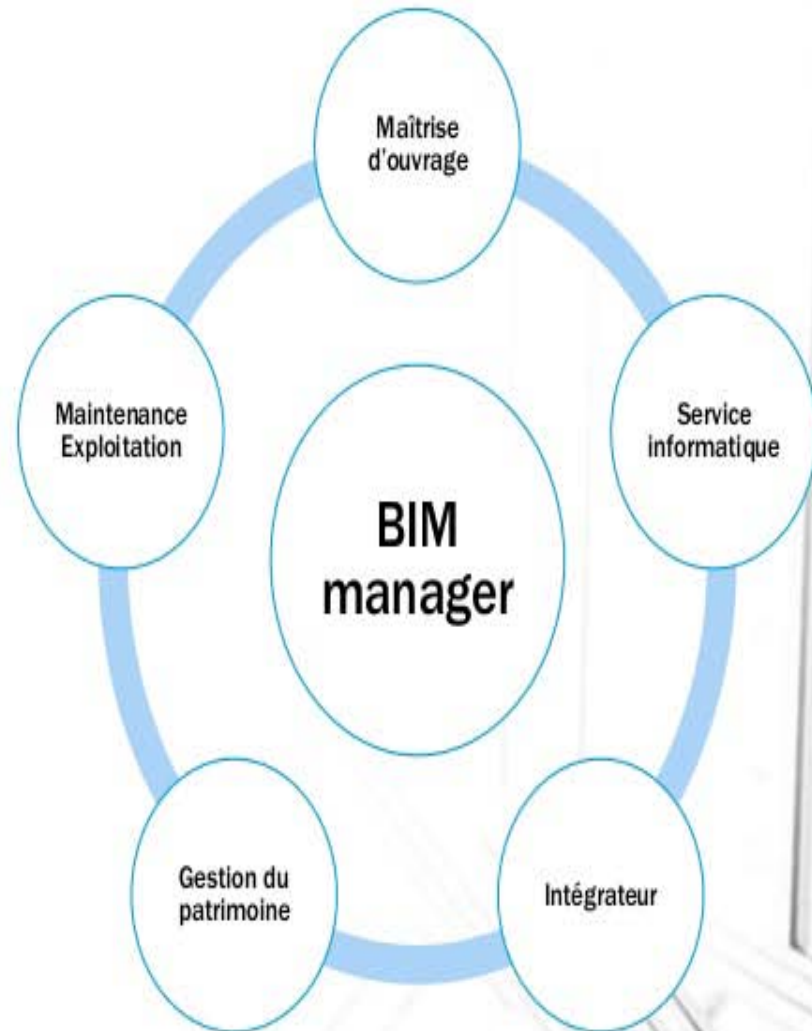 Maîtrise
d'ouvrage
Maintenance
Exploitation
Service
informatique
BIM
manager
Gestion du
patrimoine
Intégrateur